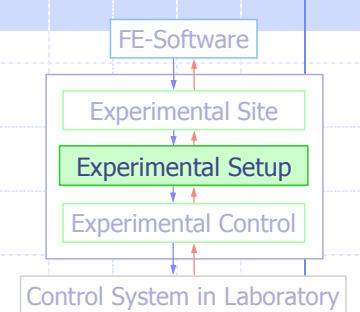 FE-Software
Experimental Site
Experimental Setup
Experimental Control
Control System in Laboratory